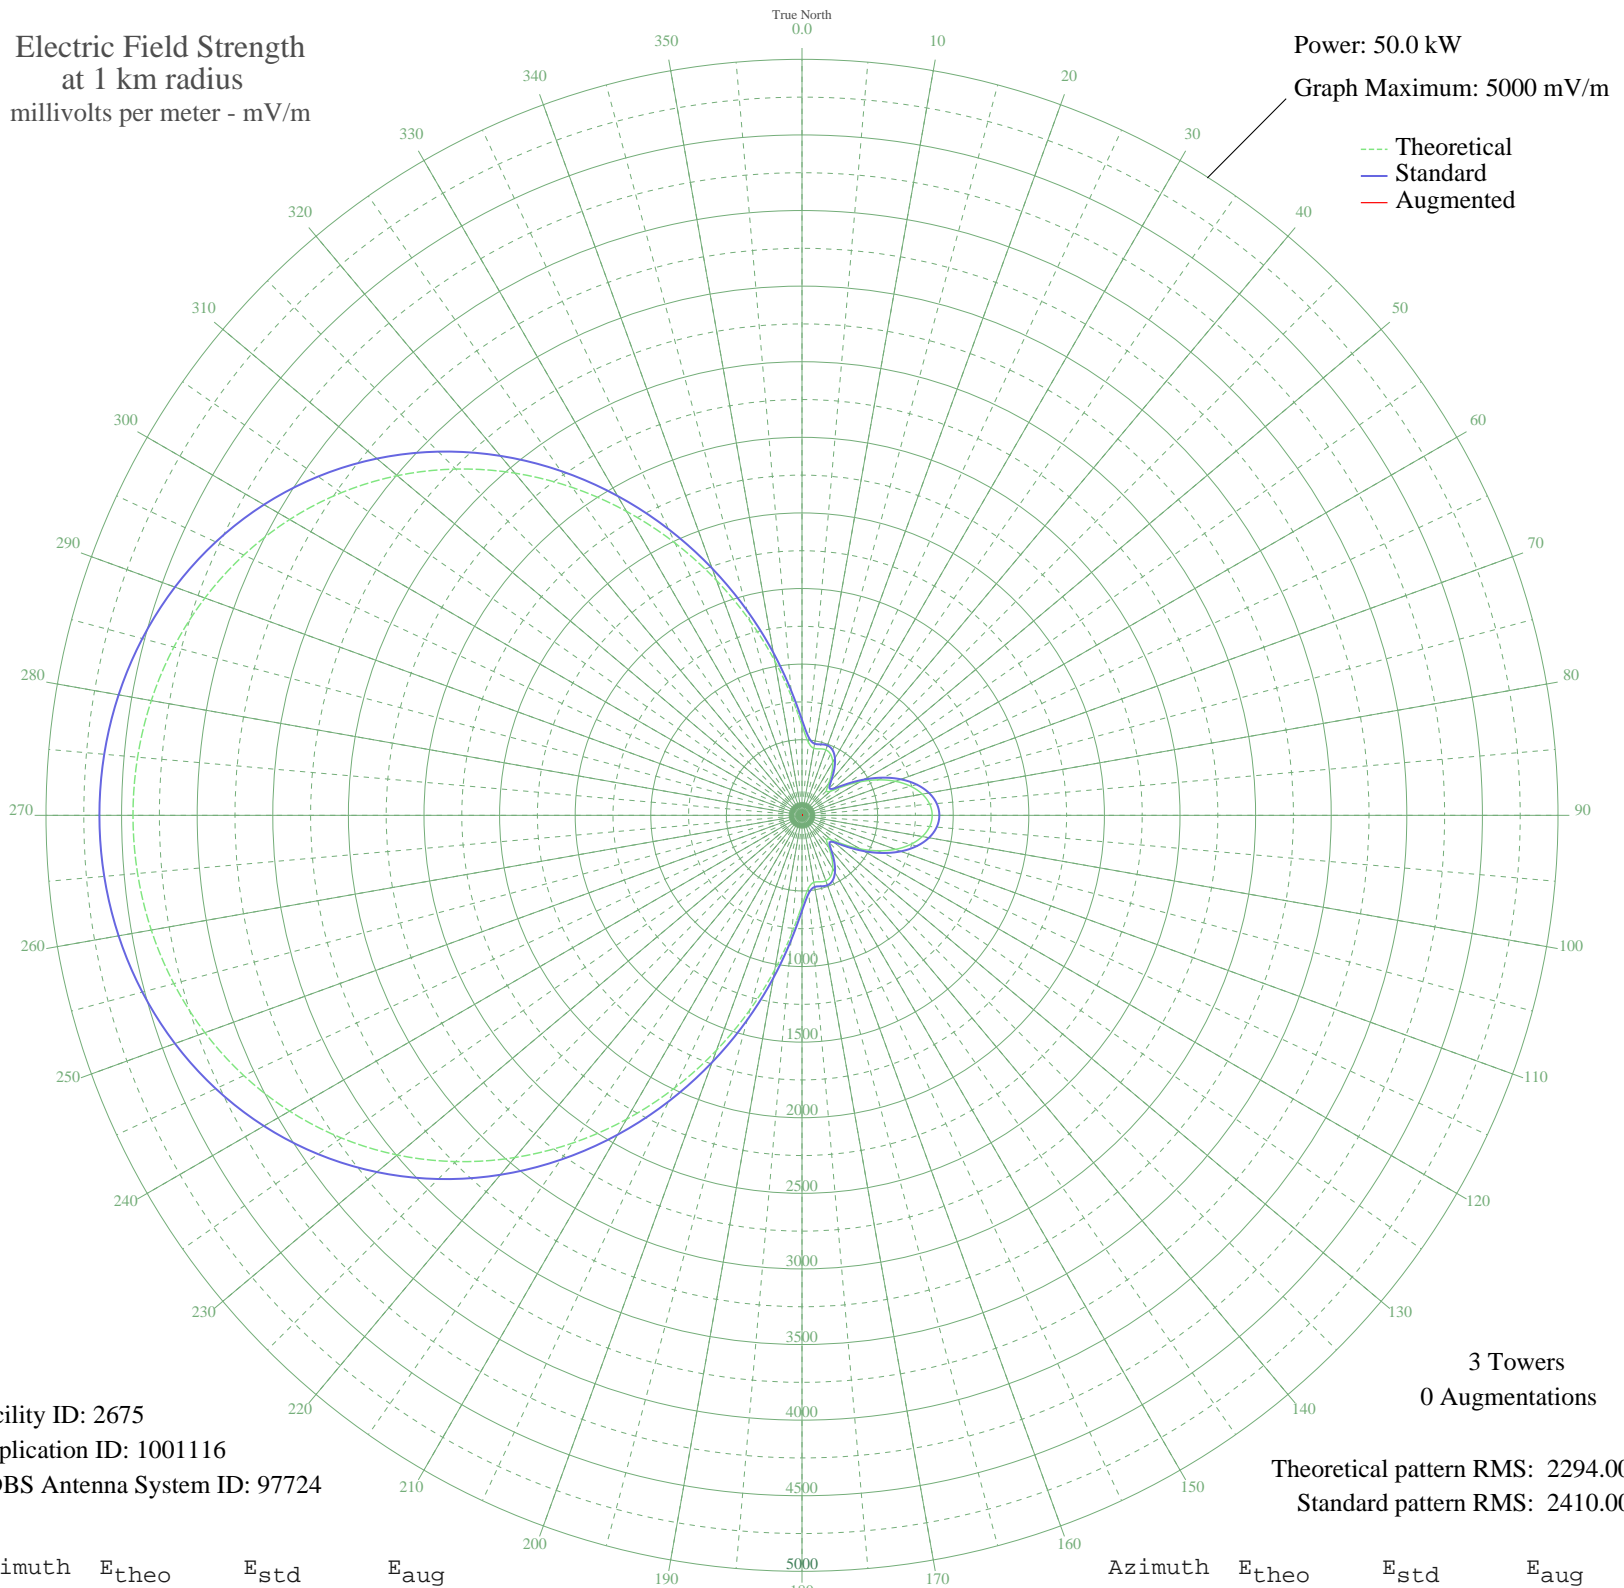 True North
Electric Field Strength
at 1 km radius
millivolts per meter - mV/m
Power: 50.0 kW
Graph Maximum: 5000 mV/m
Theoretical
Standard
Augmented
0.0
10
20
30
40
50
60
70
80
90
100
110
120
130
140
150
160
170
190
200
210
220
230
240
250
260
270
280
290
300
310
320
330
340
350
1000
1500
2000
2500
3000
3500
4000
4500
5000
3 Towers
0 Augmentations
cility ID: 2675
plication ID: 1001116
DBS Antenna System ID: 97724
Theoretical pattern RMS: 2294.00
Standard pattern RMS: 2410.00
imuth Etheo Estd Eaug
Azimuth Etheo Estd Eaug